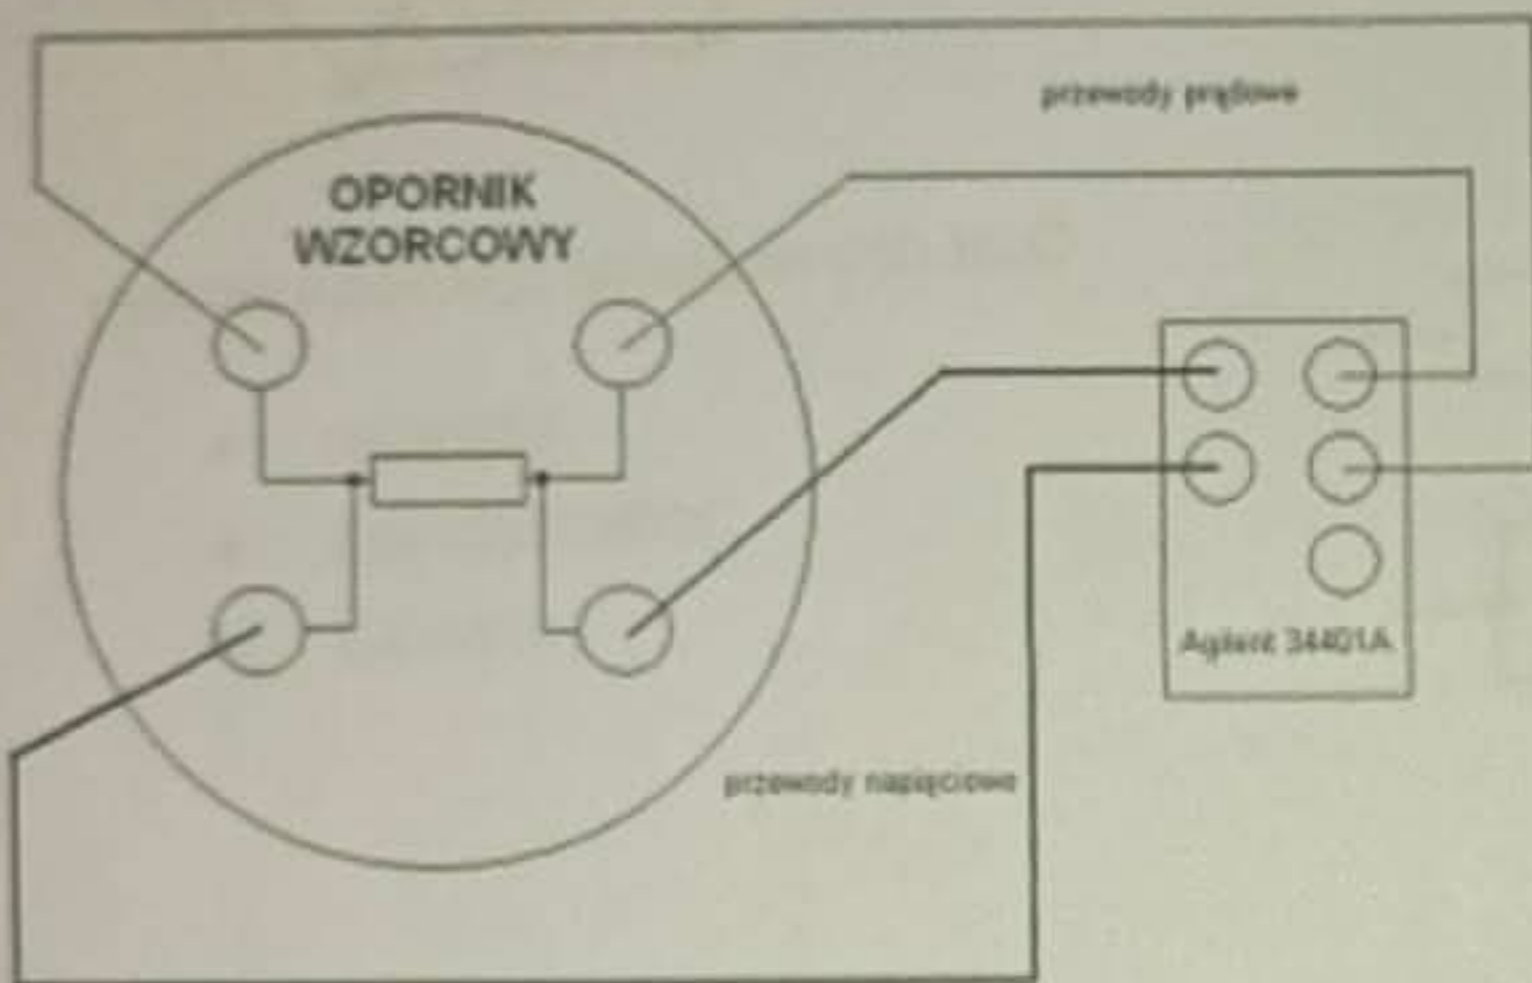 przewody prądowe
OPORNIK
WZORCOWY
Agilent 34401A
przewody napięciowe